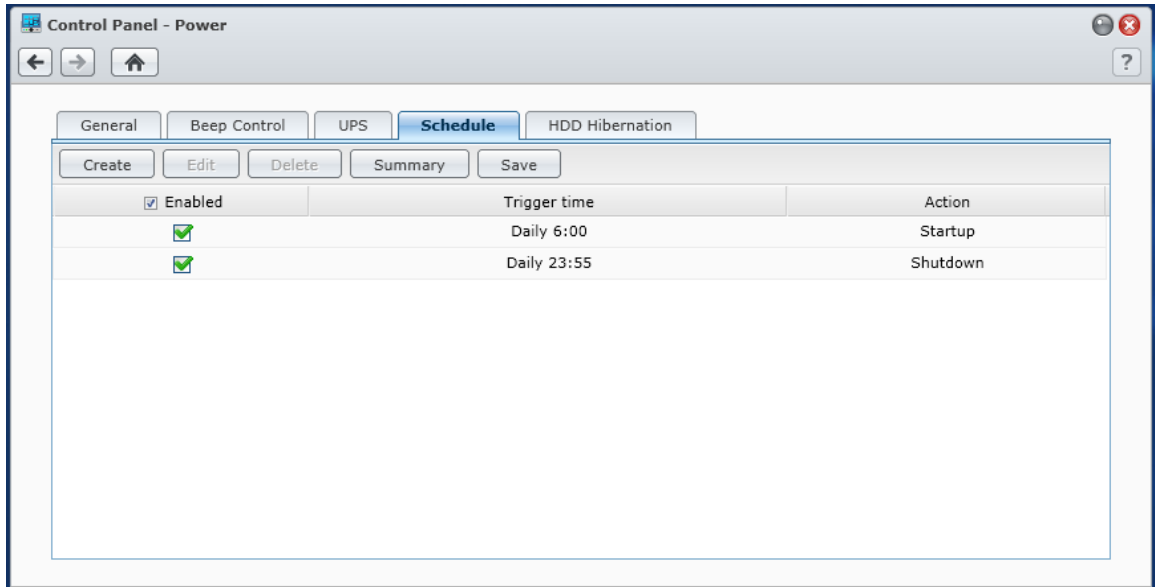 Control Panel - Power
?
General Beep Control UPS Schedule HDD Hibernation
Create Edit Delete Summary Save
Enabled Trigger time Action
Daily 6:00 Startup
Daily 23:55 Shutdown